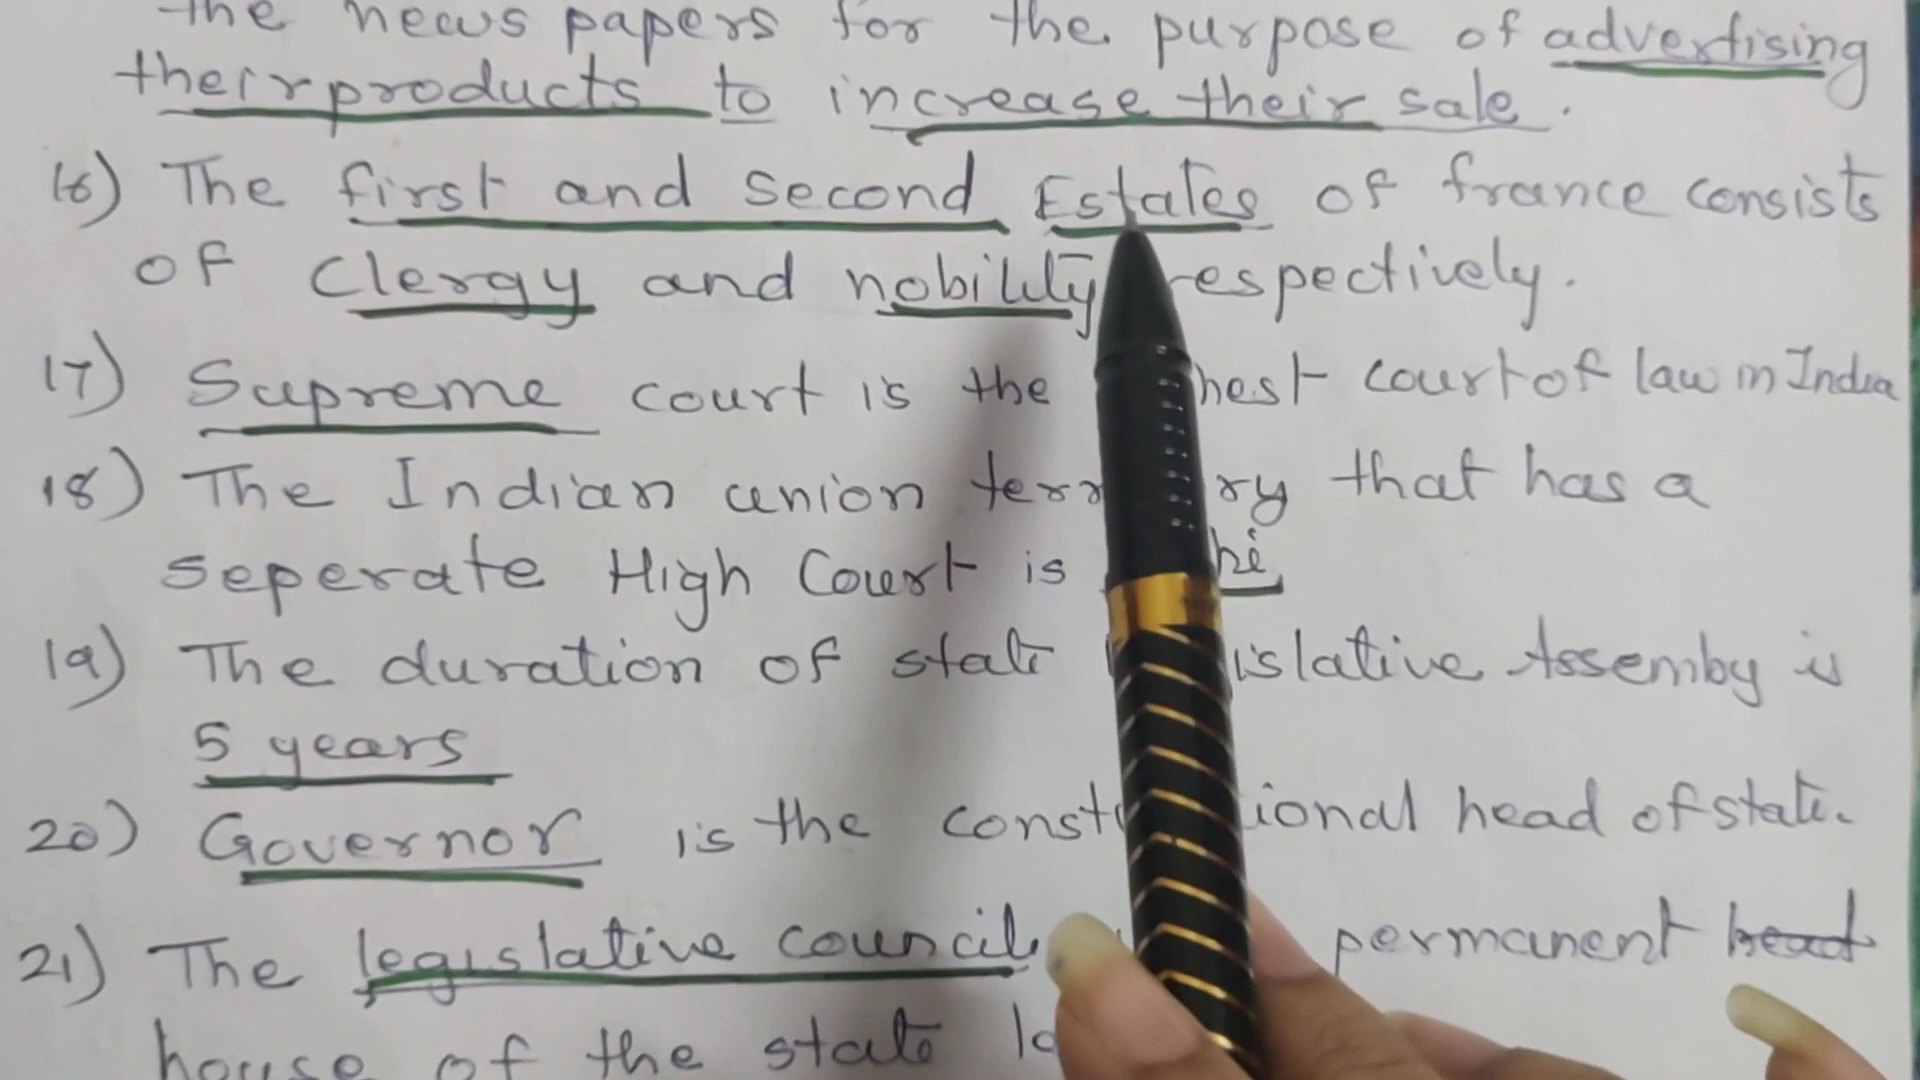 the news papers for the purpose of advertising
their products to increase their sale.
16) The first and second Estates of france consists
of Clergy and nobility respectively.
17) Supreme court is the hest court of law in India
18) The Indian union terr ry that has a
seperate High Court is hi
19) The duration of state islative Assemby is
5 years
20) Governor is the const ional head of state.
21) The legislative council permanent head
house of the state